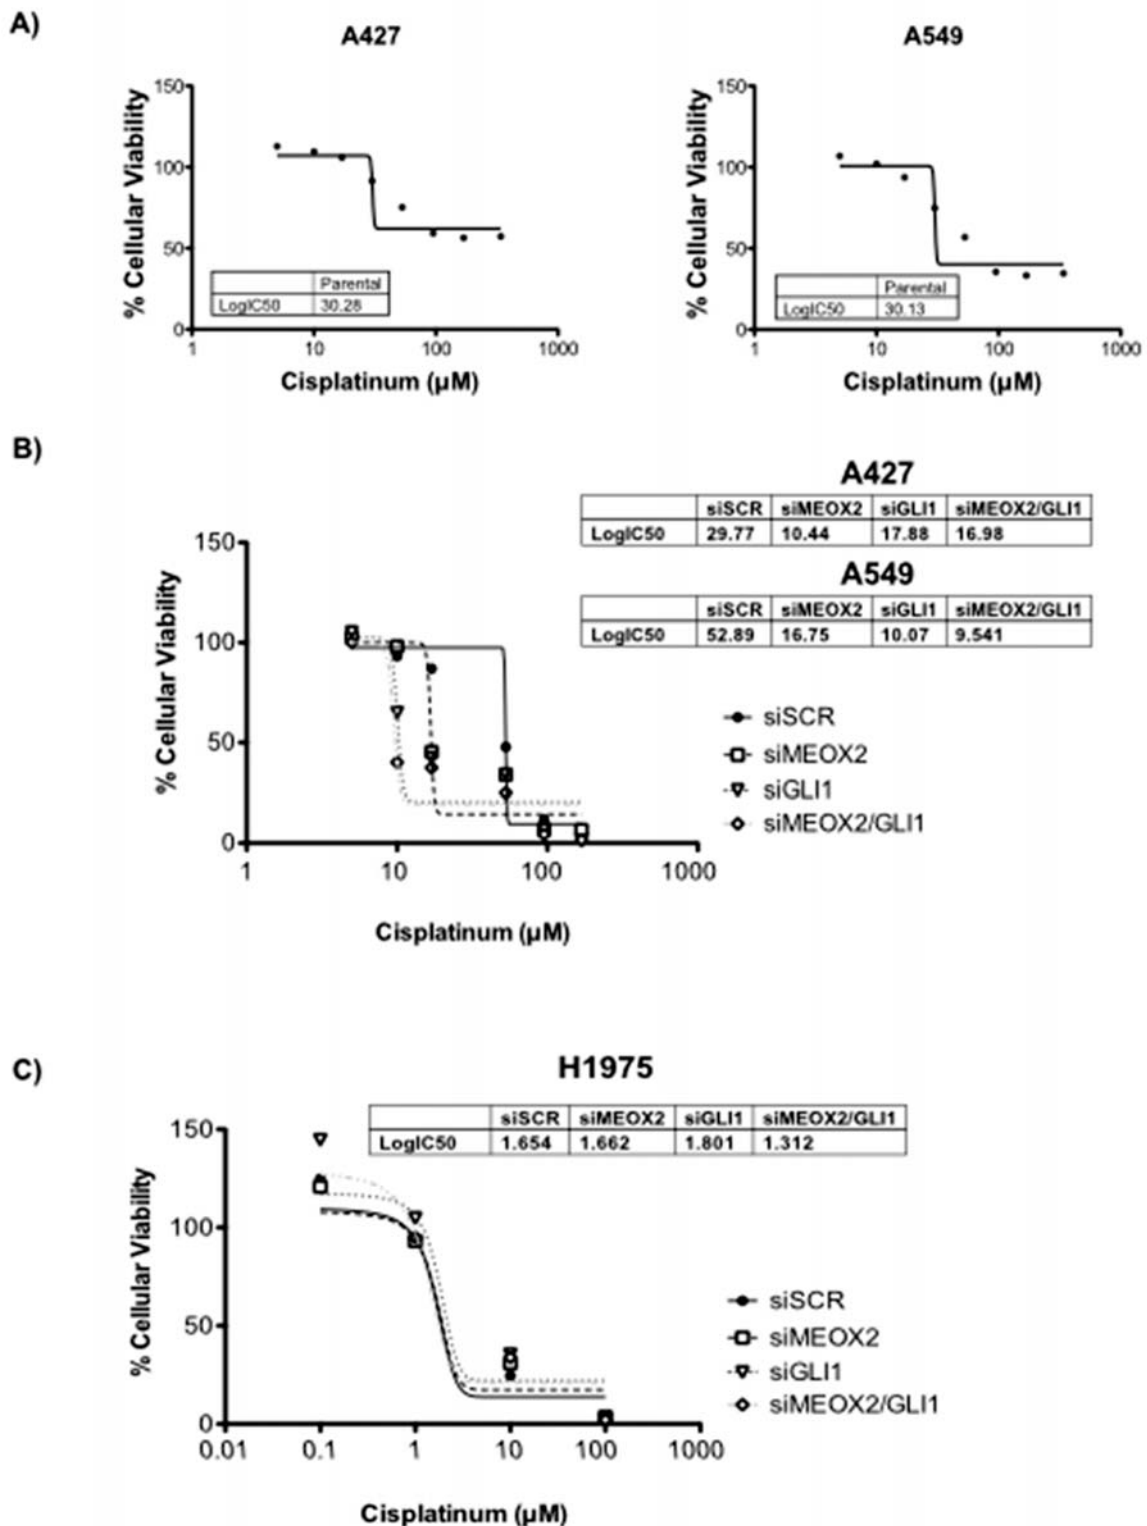 A)
A427
% Cellular Viability
150
100
50
0
Parental
LogIC50 30.28
1 10 100 1000
Cisplatinum (µM)
A549
% Cellular Viability
150
100
50
0
Parental
LogIC50 30.13
1 10 100 1000
Cisplatinum (µM)
B)
A427
siSCR siMEOX2 siGLI1 siMEOX2/GLI1
LogIC50 29.77 10.44 17.88 16.98
A549
siSCR siMEOX2 siGLI1 siMEOX2/GLI1
LogIC50 52.89 16.75 10.07 9.541
% Cellular Viability
150
100
50
0
1 10 100 1000
Cisplatinum (µM)
siSCR
siMEOX2
siGLI1
siMEOX2/GLI1
C)
H1975
siSCR siMEOX2 siGLI1 siMEOX2/GLI1
LogIC50 1.654 1.662 1.801 1.312
% Cellular Viability
150
100
50
0
0.01 0.1 1 10 100 1000
Cisplatinum (µM)
siSCR
siMEOX2
siGLI1
siMEOX2/GLI1